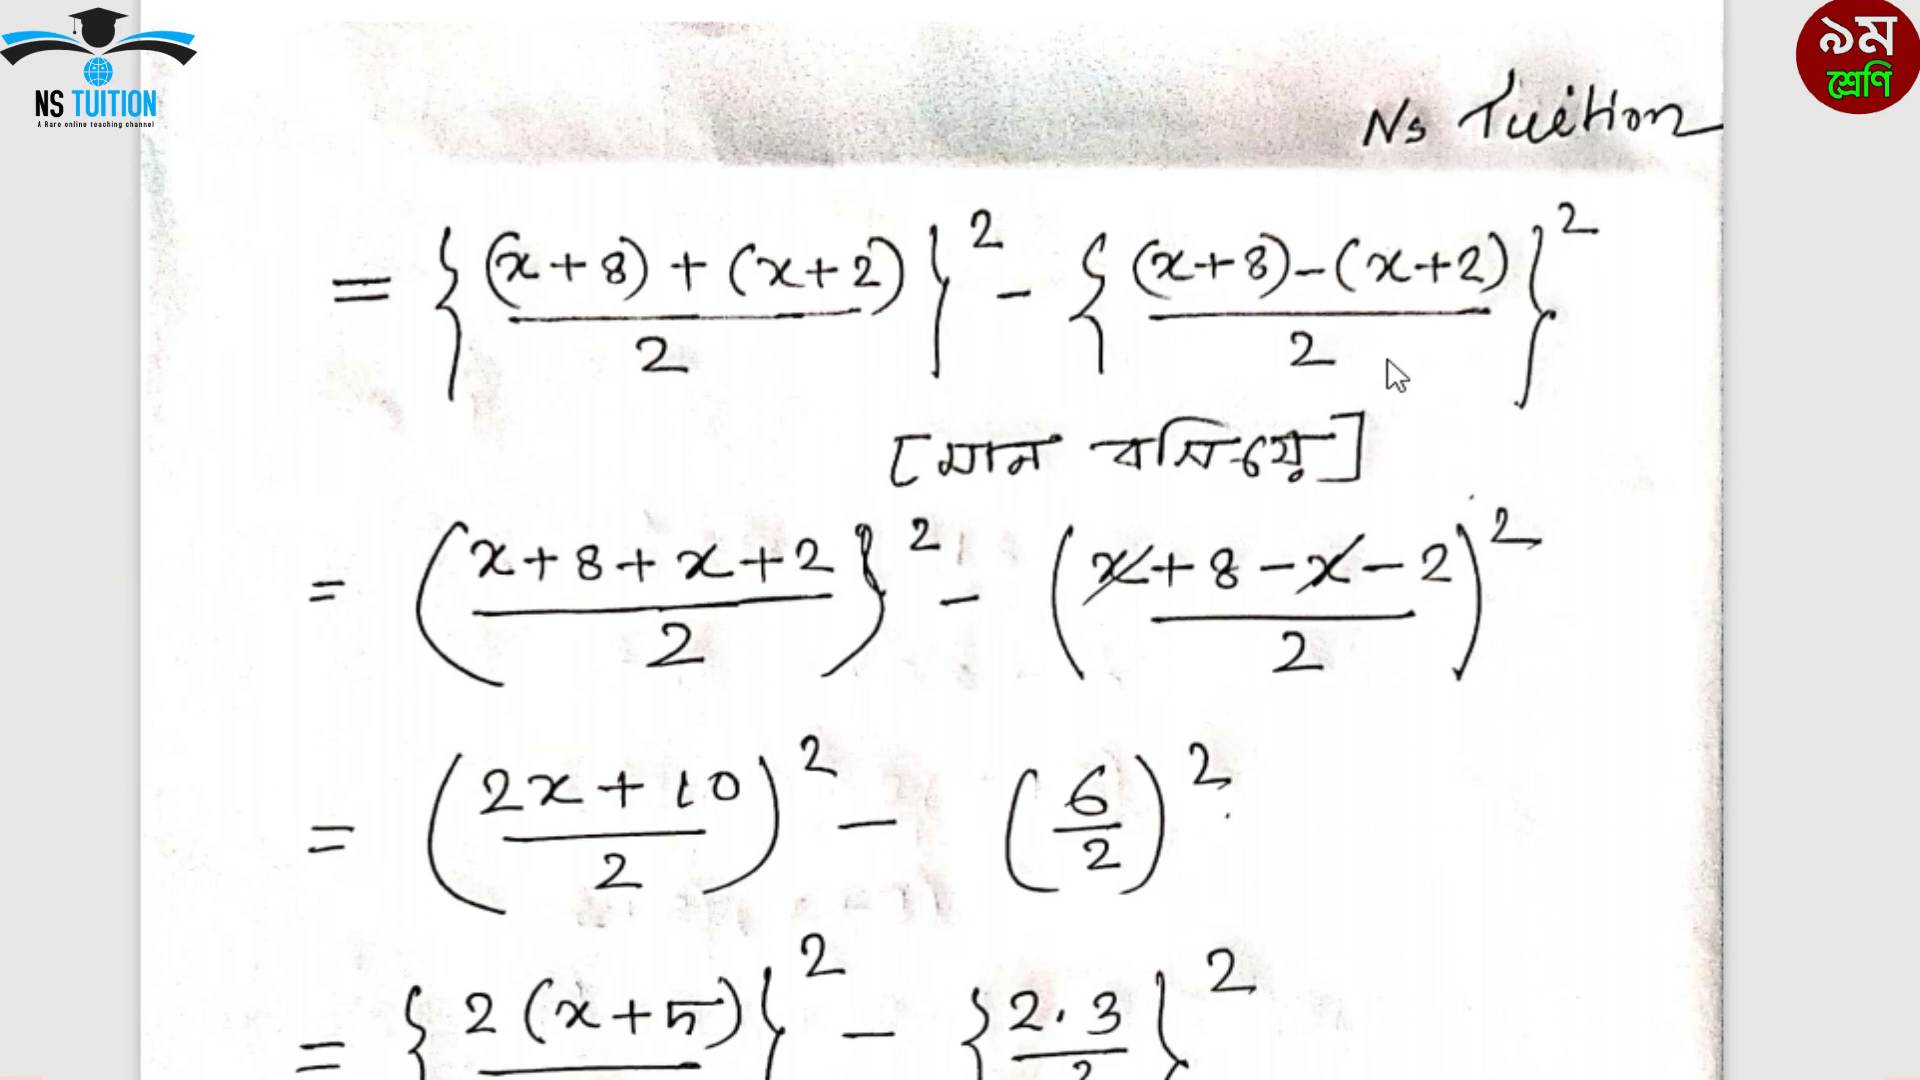 NS TUITION
A Rare online teaching channel
৯ম
শ্রেণি
Ns Tuition
= {((x+8)+(x+2))/2}² - {((x+8)-(x+2))/2}²
[মান বসিয়ে]
= ((x+8+x+2)/2}² - ((x+8-x-2)/2)²
= ((2x+10)/2)² - (6/2)²
= {2(x+5)}² - {2.3/2}²